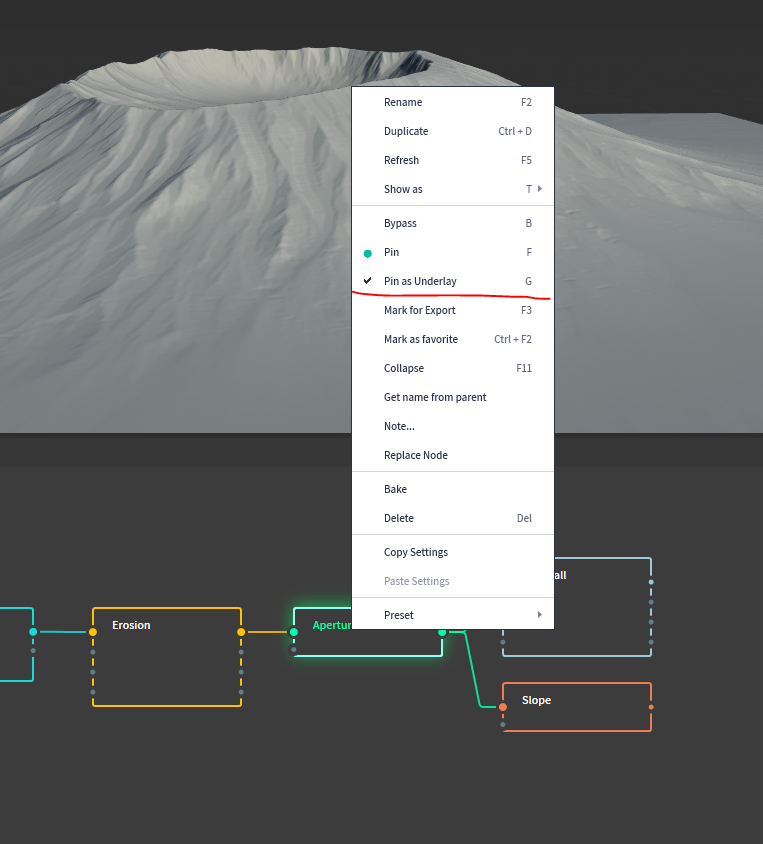 Rename F2
Duplicate Ctrl + D
Refresh F5
Show as T
Bypass B
Pin F
Pin as Underlay G
Mark for Export F3
Mark as favorite Ctrl + F2
Collapse F11
Get name from parent
Note...
Replace Node
Bake
Delete Del
Copy Settings
Paste Settings
Preset
all
Erosion
Apertur
Slope